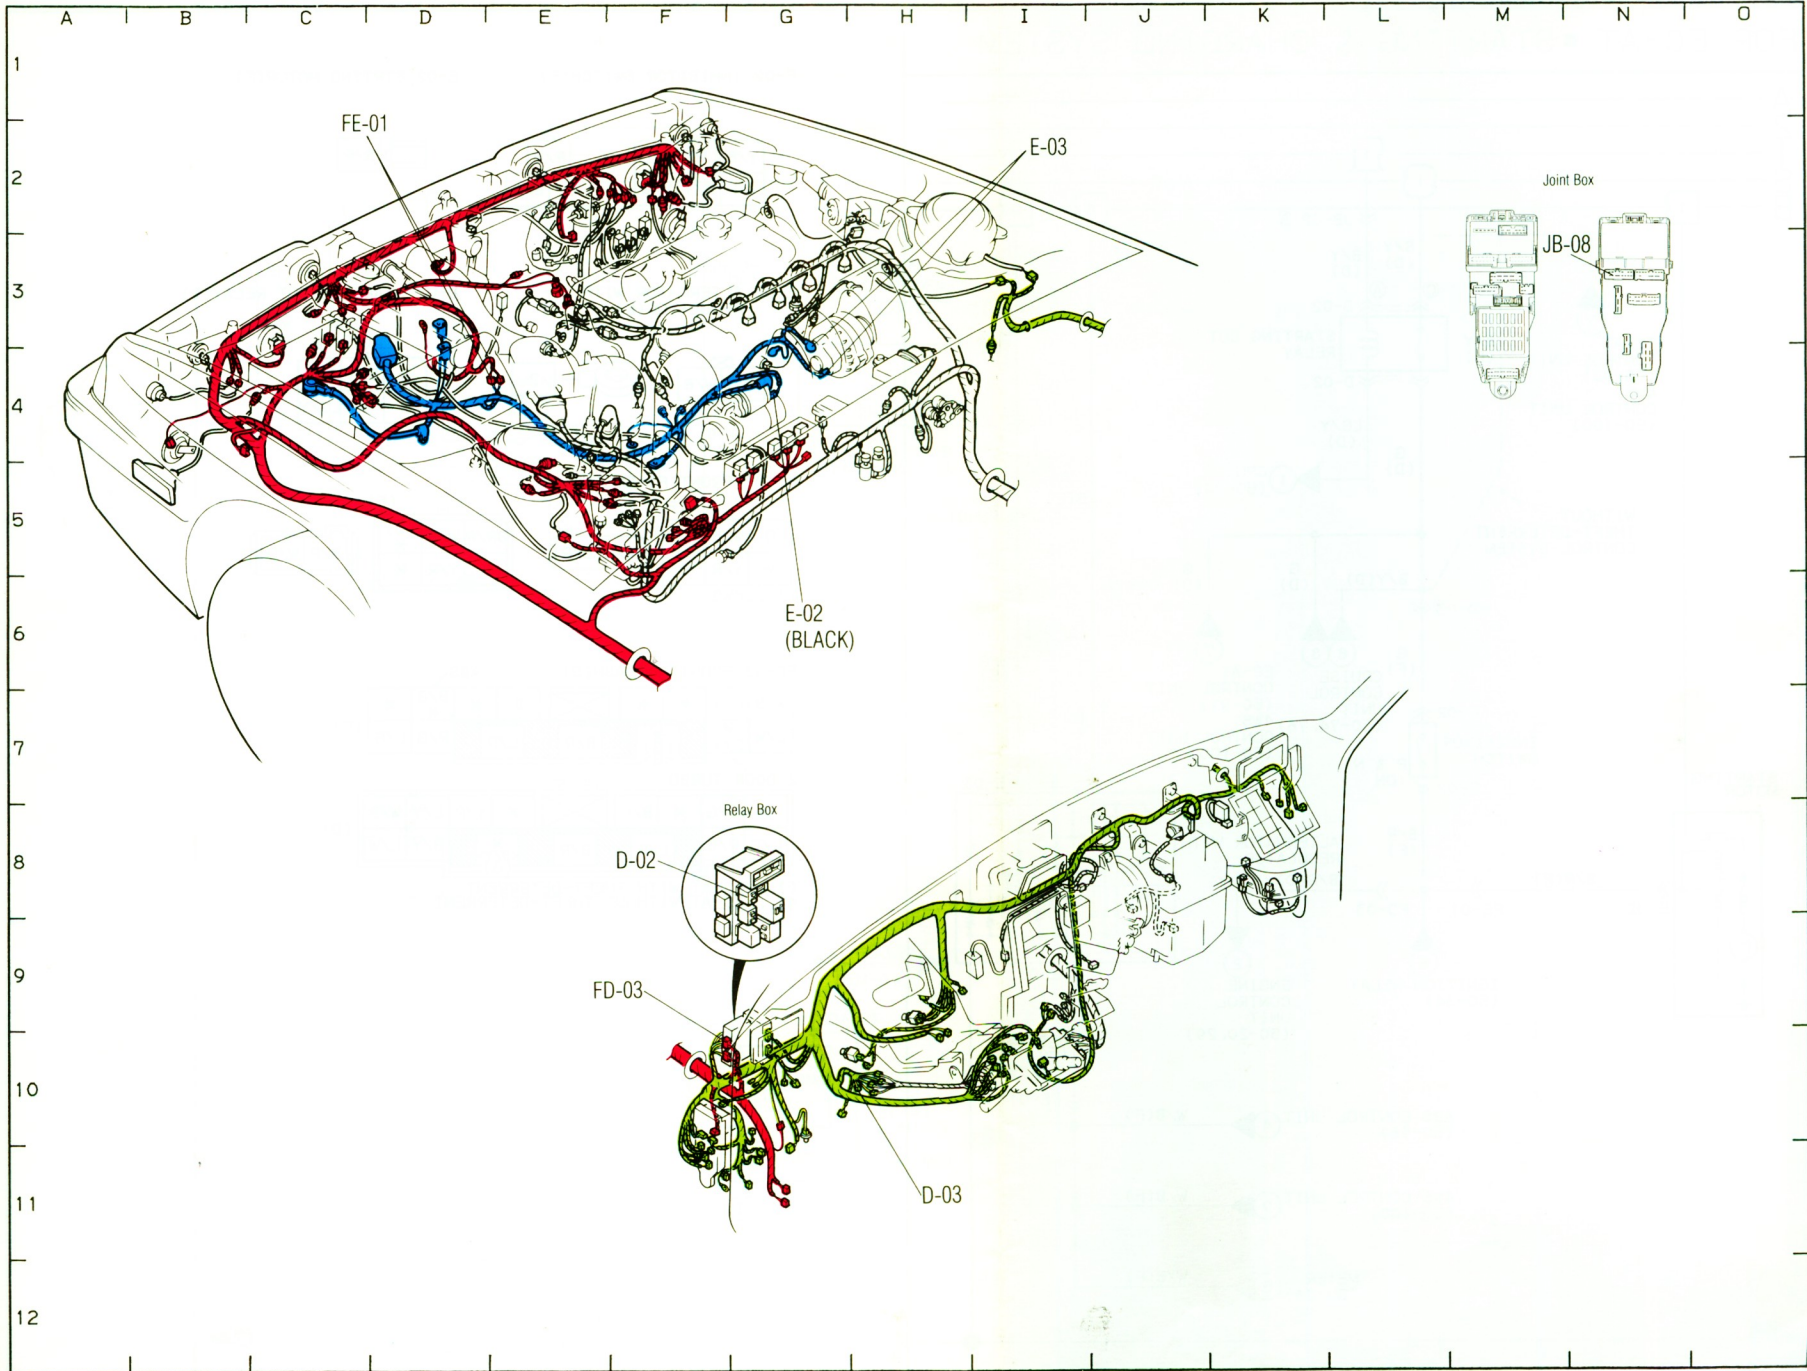 A B C D E F G H I J K L M N O
1
FE-01
E-03
2
Joint Box
JB-08
3
4
5
E-02
(BLACK)
6
7
Relay Box
D-02
8
9
FD-03
10
D-03
11
12